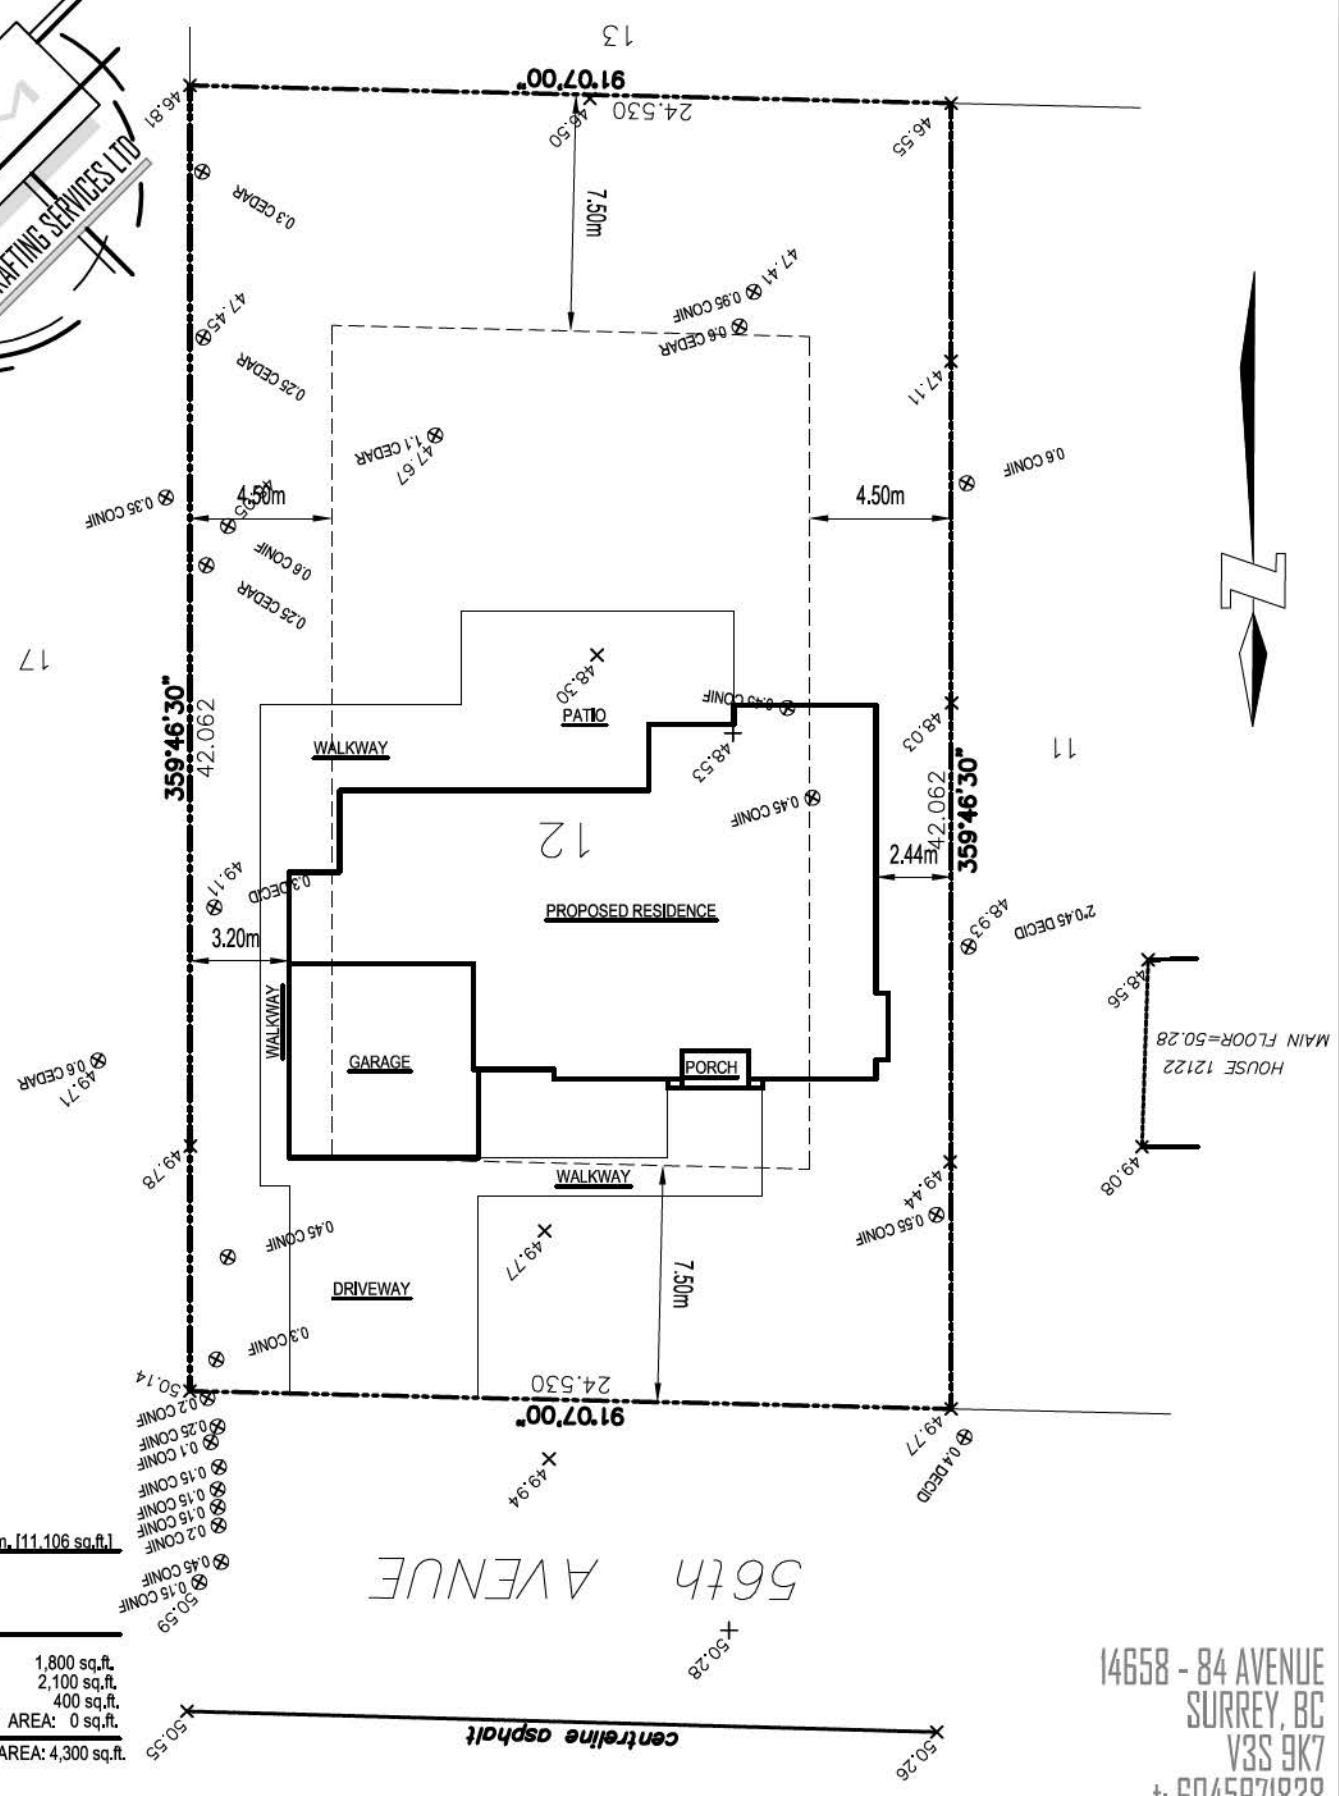 13
91°07'00"
24.530
46.81
46.50
46.55
RAFTING SERVICES LTD
0.3 CEDAR
7.50m
47.45
0.25 CEDAR
47.41
0.95 CONIF
0.6 CEDAR
47.11
1.1 CEDAR
47.67
0.6 CONIF
0.35 CONIF
4.50m
4.50m
0.6 CONIF
0.25 CEDAR
17
N
359°46'30"
42.062
48.30
PATIO
WALKWAY
0.45 CONIF
48.53
48.03
11
0.45 CONIF
42.062
359°46'30"
12
2.44m
49.11
0.3 DECID
PROPOSED RESIDENCE
3.20m
48.93
2*0.45 DECID
WALKWAY
GARAGE
PORCH
48.56
HOUSE 12122
MAIN FLOOR=50.28
49.08
0.6 CEDAR
49.71
49.78
WALKWAY
49.44
0.55 CONIF
0.45 CONIF
49.77
DRIVEWAY
7.50m
0.3 CONIF
50.14
24.530
91°07'00"
49.77
0.4 DECID
0.2 CONIF
0.25 CONIF
0.1 CONIF
0.15 CONIF
0.15 CONIF
0.15 CONIF
0.2 CONIF
0.45 CONIF
0.15 CONIF
50.59
49.94
56th AVENUE
50.28
m. [11,106 sq.ft.]
1,800 sq.ft.
2,100 sq.ft.
400 sq.ft.
AREA: 0 sq.ft.
AREA: 4,300 sq.ft.
50.55
centreline asphalt
50.26
14658 - 84 AVENUE
SURREY, BC
V3S 9K7
t: 6045971828